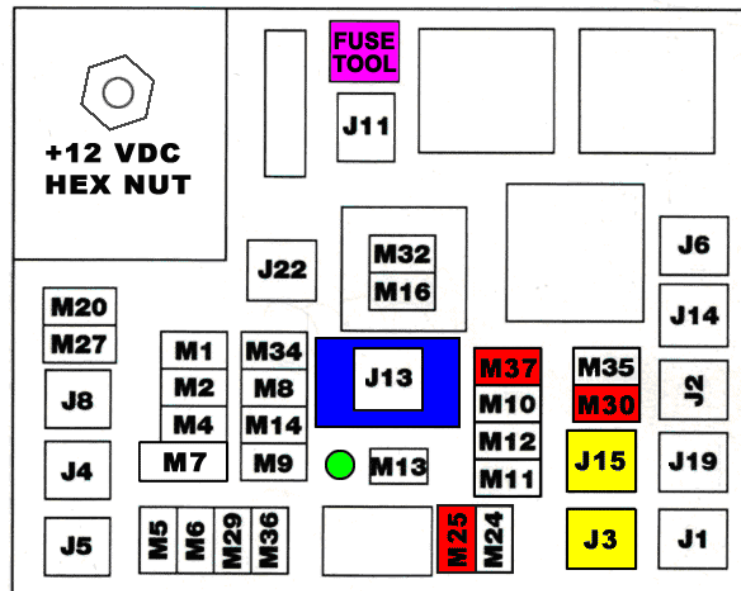 FUSE
TOOL
J11
+12 VDC
HEX NUT
J22
M32
M16
J6
J14
M20
M27
M1
M34
J13
M37
M35
M2
M8
M10
M30
J2
J8
M4
M14
M12
M7
M9
M13
M11
J15
J19
J4
J5
M5
M6
M29
M36
M25
M24
J3
J1